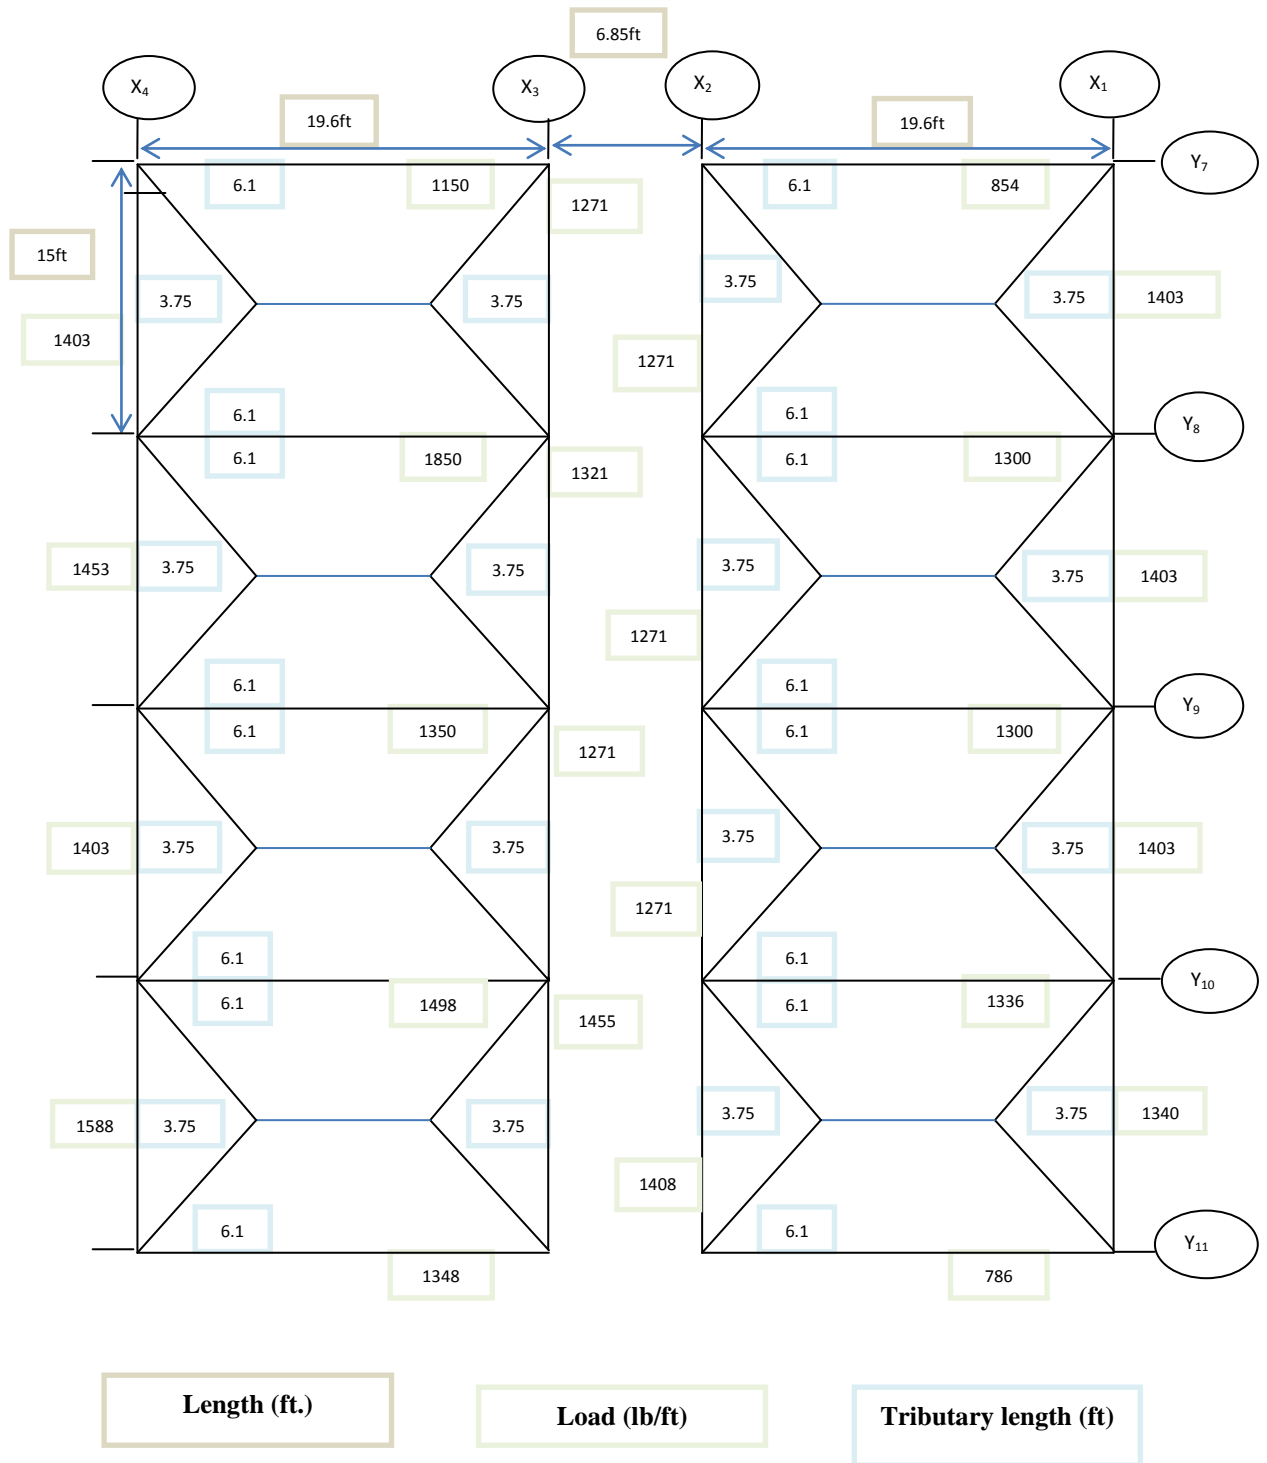 6.85ft
X4 X3 X2 X1
19.6ft 19.6ft
Y7
6.1 1150 6.1 854
1271
15ft
3.75 3.75 3.75 3.75 1403
1403 1271
6.1 6.1
Y8
6.1 1850 1321 6.1 1300
1453 3.75 3.75 3.75 3.75 1403
1271
6.1 6.1
Y9
6.1 1350 1271 6.1 1300
1403 3.75 3.75 3.75 3.75 1403
1271
6.1 6.1
Y10
6.1 1498 1455 6.1 1336
1588 3.75 3.75 3.75 3.75 1340
1408
6.1 6.1
Y11
1348 786
Length (ft.) Load (lb/ft) Tributary length (ft)